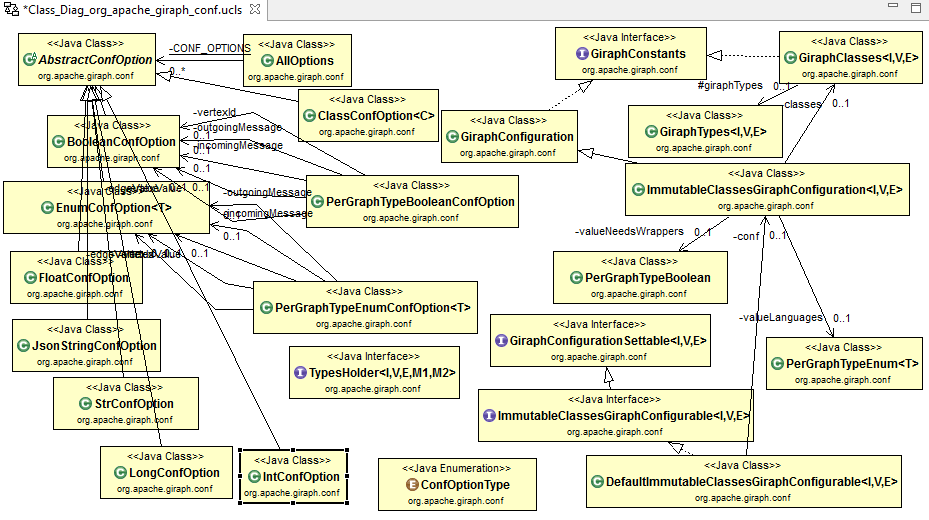 *Class_Diag_org_apache_giraph_conf.ucls
<<Java Class>>
AbstractConfOption
org.apache.giraph.conf
-CONF_OPTIONS
0..*
<<Java Class>>
AllOptions
org.apache.giraph.conf
<<Java Interface>>
GiraphConstants
org.apache.giraph.conf
<<Java Class>>
GiraphClasses<I,V,E>
org.apache.giraph.conf
#giraphTypes
0..1
classes
0..1
<<Java Class>>
ClassConfOption<C>
org.apache.giraph.conf
<<Java Class>>
GiraphTypes<I,V,E>
org.apache.giraph.conf
<<Java Class>>
GiraphConfiguration
org.apache.giraph.conf
-vertexId
-outgoingMessage
0..1
-incomingMessage
0..1
<<Java Class>>
BooleanConfOption
org.apache.giraph.conf
0..1
0..1
<<Java Class>>
ImmutableClassesGiraphConfiguration<I,V,E>
org.apache.giraph.conf
<<Java Class>>
PerGraphTypeBooleanConfOption
org.apache.giraph.conf
<<Java Class>>
EnumConfOption<T>
org.apache.giraph.conf
-outgoingMessage
-incomingMessage
0..1
-valueNeedsWrappers
0..1
-conf
0..1
0..1
<<Java Class>>
FloatConfOption
org.apache.giraph.conf
<<Java Class>>
PerGraphTypeBoolean
org.apache.giraph.conf
<<Java Class>>
PerGraphTypeEnumConfOption<T>
org.apache.giraph.conf
-valueLanguages
0..1
<<Java Class>>
JsonStringConfOption
org.apache.giraph.conf
<<Java Interface>>
GiraphConfigurationSettable<I,V,E>
org.apache.giraph.conf
<<Java Class>>
PerGraphTypeEnum<T>
org.apache.giraph.conf
<<Java Interface>>
TypesHolder<I,V,E,M1,M2>
org.apache.giraph.conf
<<Java Class>>
StrConfOption
org.apache.giraph.conf
<<Java Interface>>
ImmutableClassesGiraphConfigurable<I,V,E>
org.apache.giraph.conf
<<Java Class>>
LongConfOption
org.apache.giraph.conf
<<Java Class>>
IntConfOption
org.apache.giraph.conf
<<Java Enumeration>>
ConfOptionType
org.apache.giraph.conf
<<Java Class>>
DefaultImmutableClassesGiraphConfigurable<I,V,E>
org.apache.giraph.conf